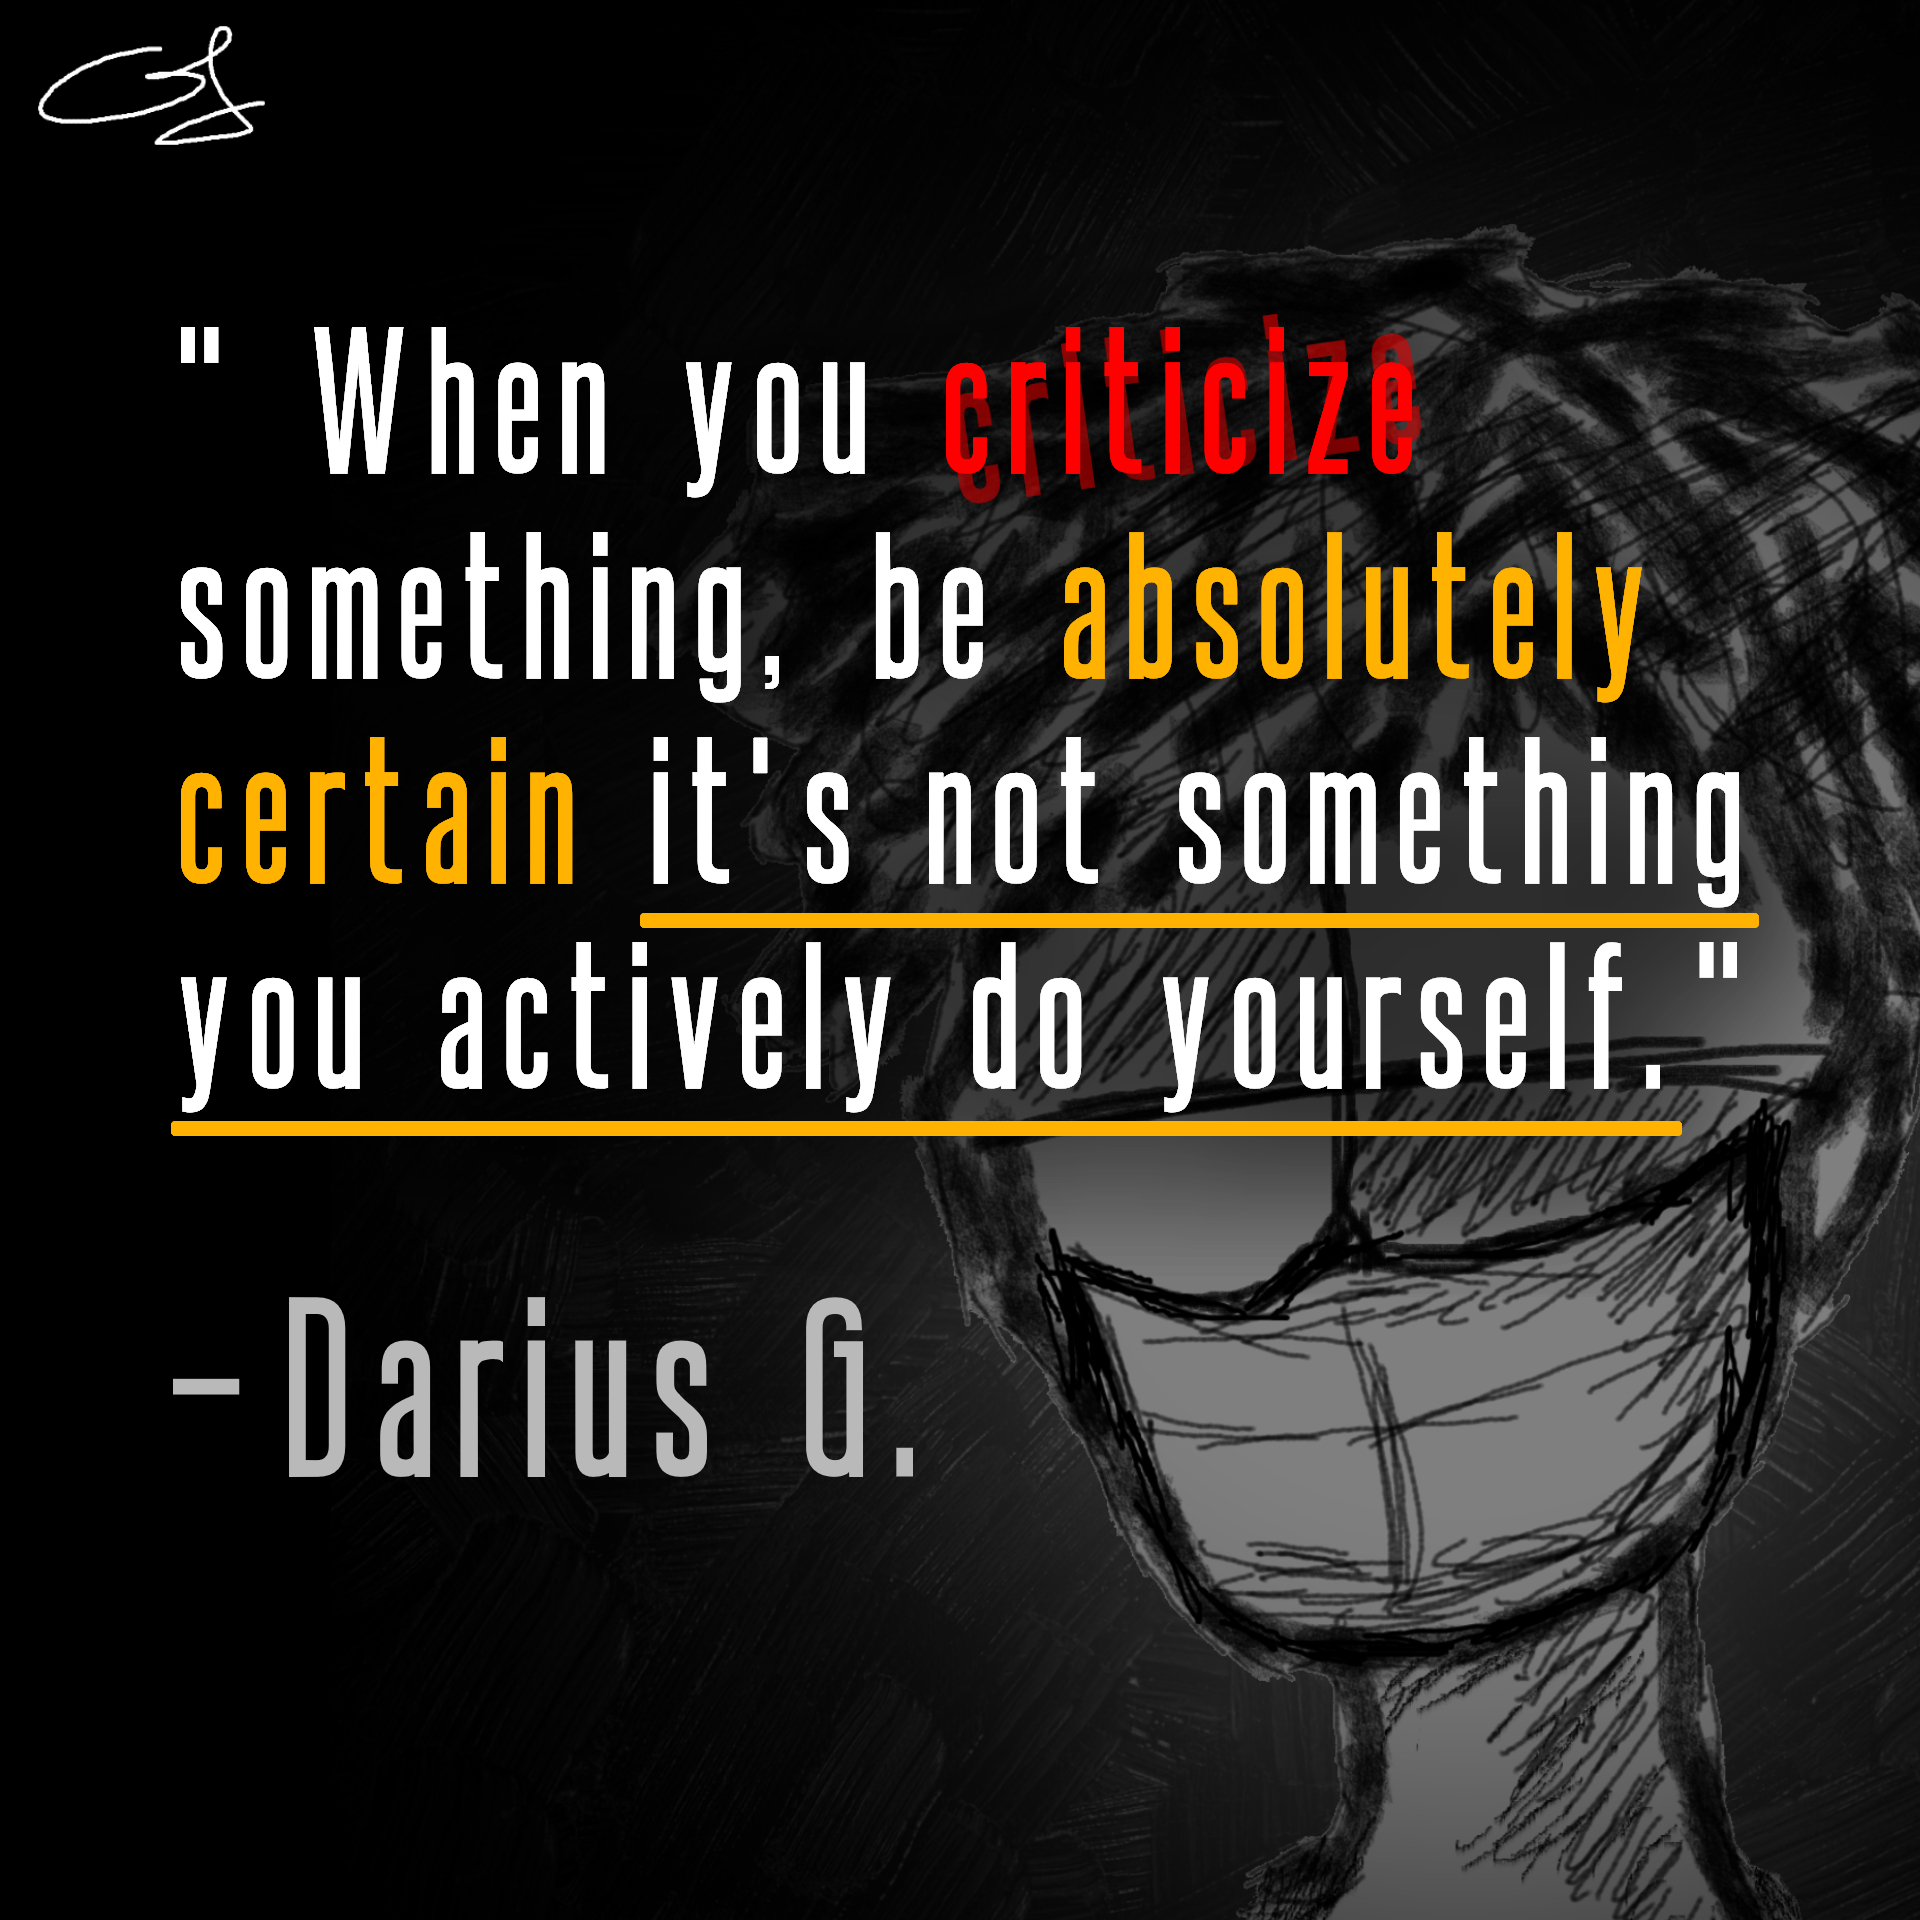 " When you criticize
something, be absolutely
certain it's not something
you actively do yourself."
- Darius G.